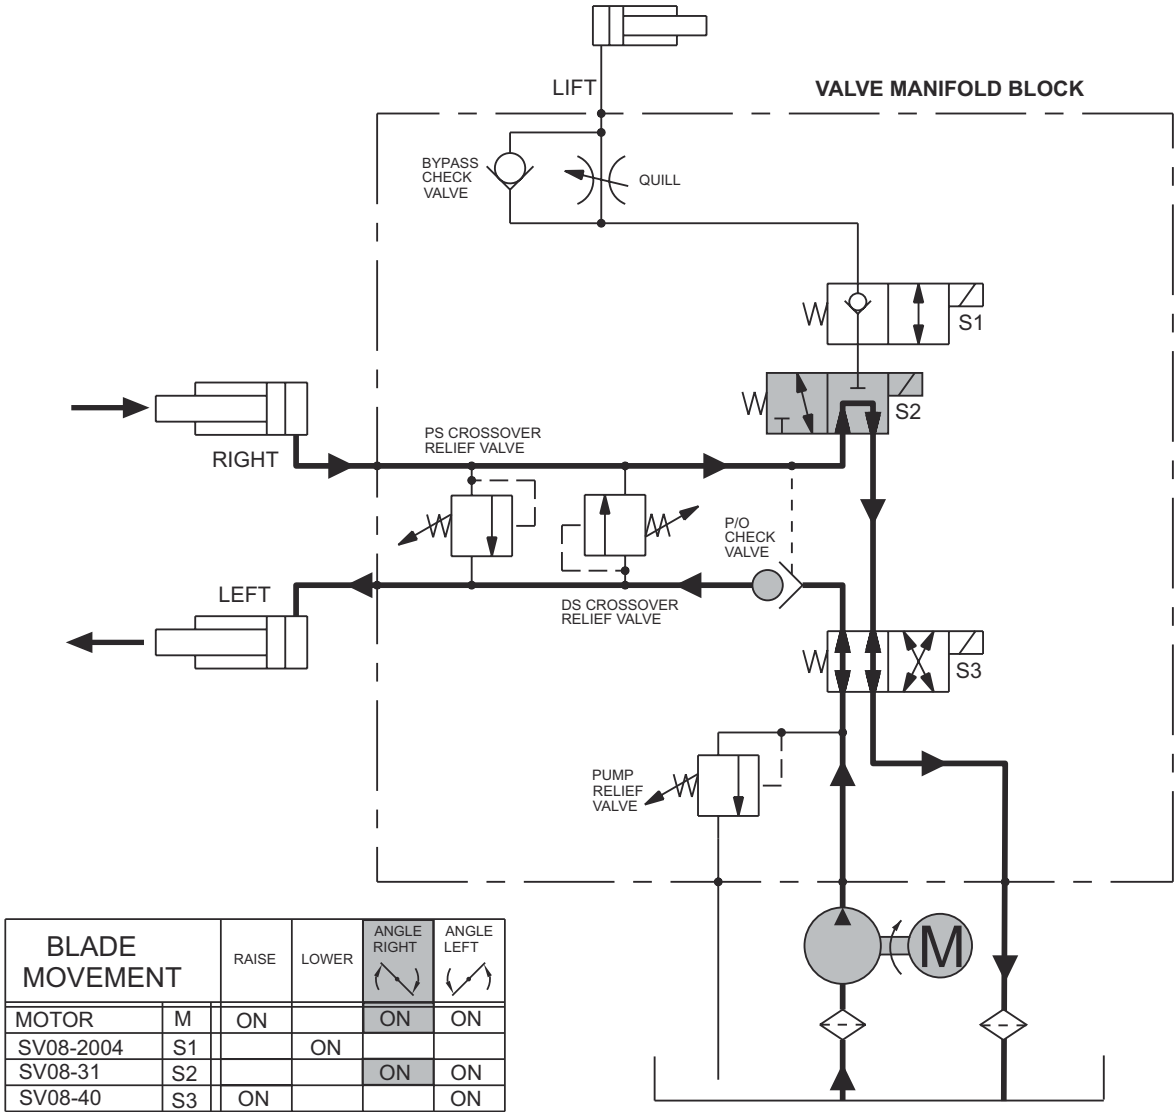 LIFT
VALVE MANIFOLD BLOCK
BYPASS
CHECK
VALVE
QUILL
S1
S2
RIGHT
PS CROSSOVER
RELIEF VALVE
P/O
CHECK
VALVE
LEFT
DS CROSSOVER
RELIEF VALVE
S3
PUMP
RELIEF
VALVE
M
BLADE
MOVEMENT
RAISE
LOWER
ANGLE
RIGHT
ANGLE
LEFT
MOTOR M ON ON ON
SV08-2004 S1 ON
SV08-31 S2 ON ON
SV08-40 S3 ON ON